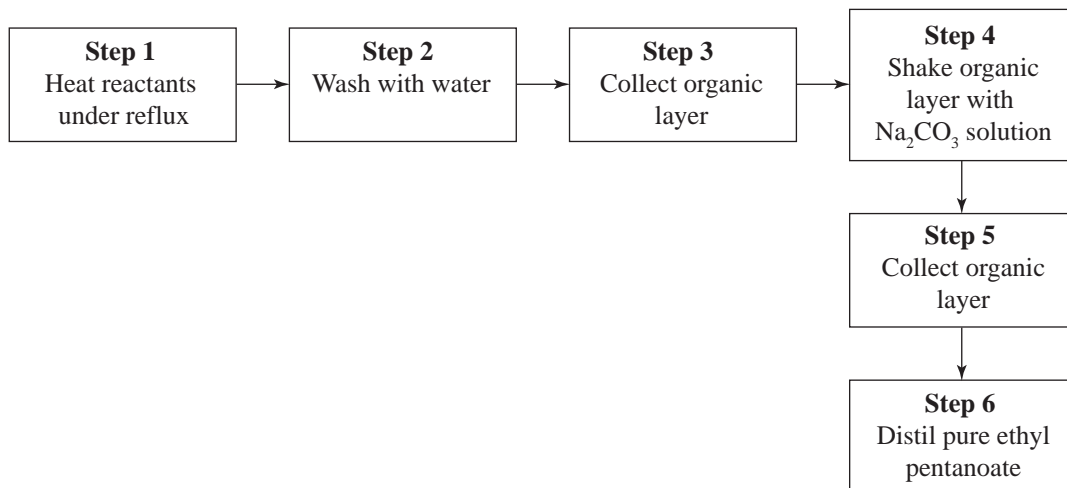 Step 1
Heat reactants
under reflux
Step 2
Wash with water
Step 3
Collect organic
layer
Step 4
Shake organic
layer with
Na₂CO₃ solution
Step 5
Collect organic
layer
Step 6
Distil pure ethyl
pentanoate